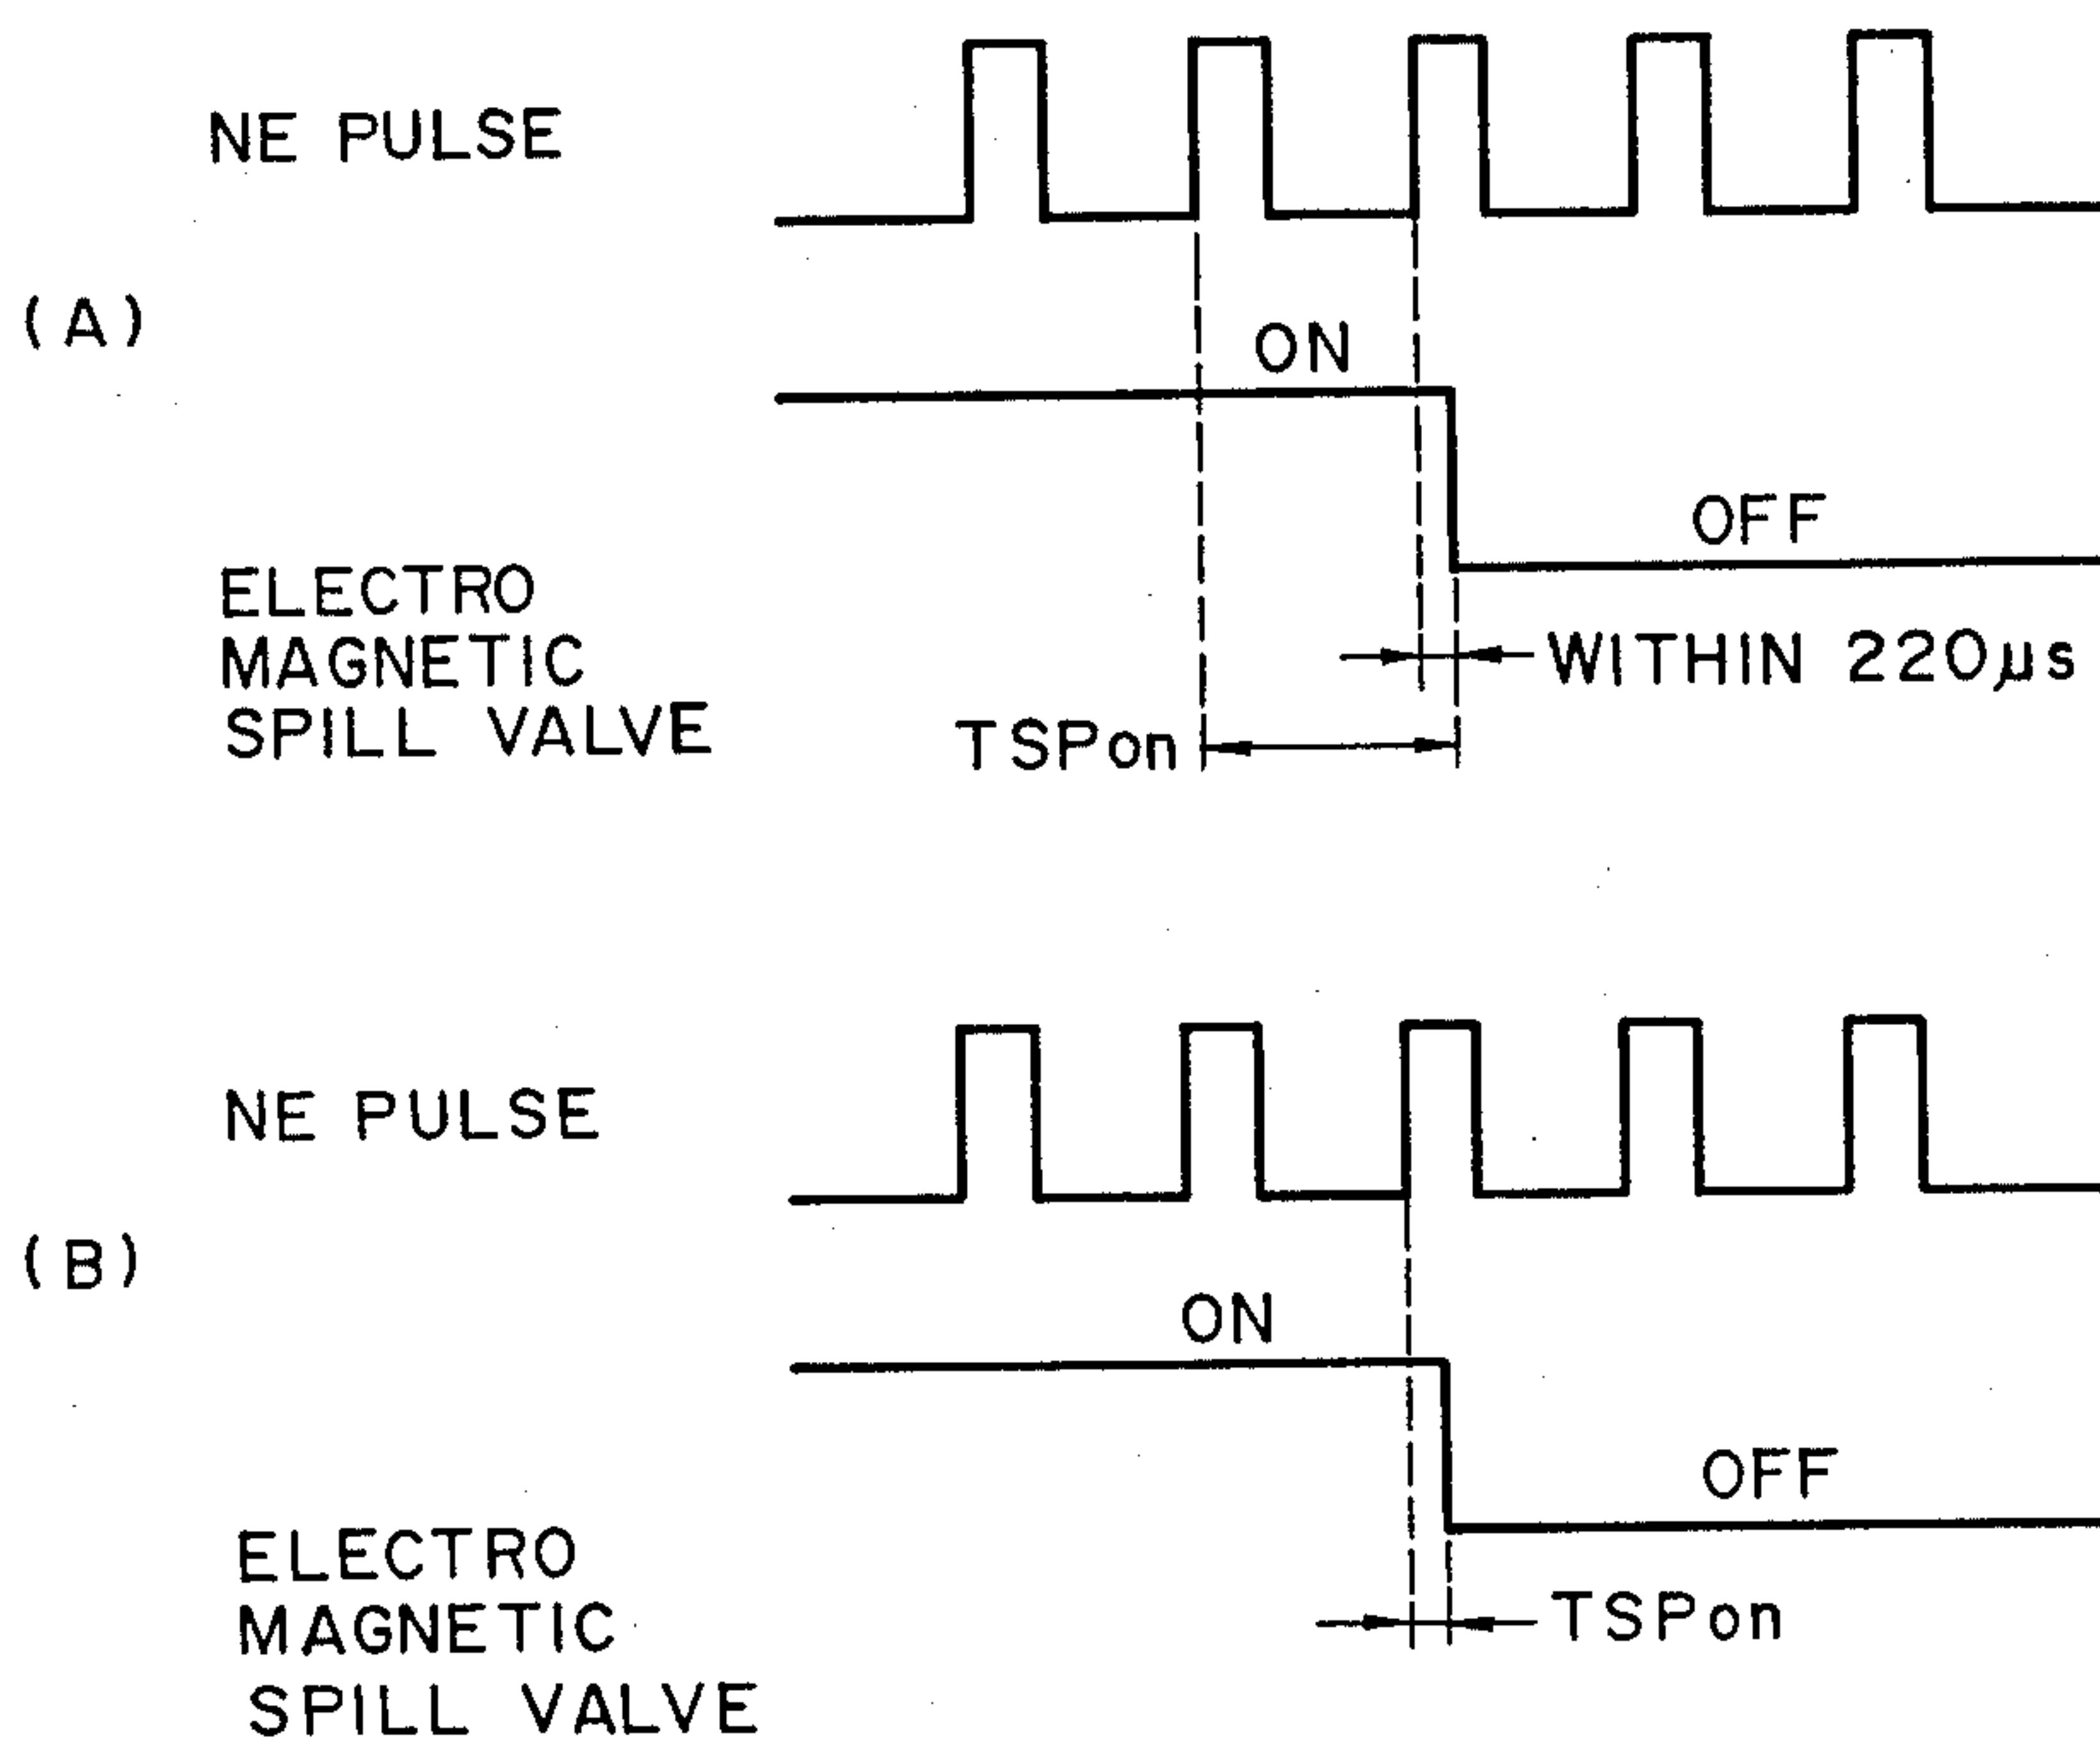 NE PULSE
(A)
ON
OFF
ELECTRO
MAGNETIC
SPILL VALVE
WITHIN 220μs
TSPon
NE PULSE
(B)
ON
OFF
ELECTRO
MAGNETIC
SPILL VALVE
TSPon